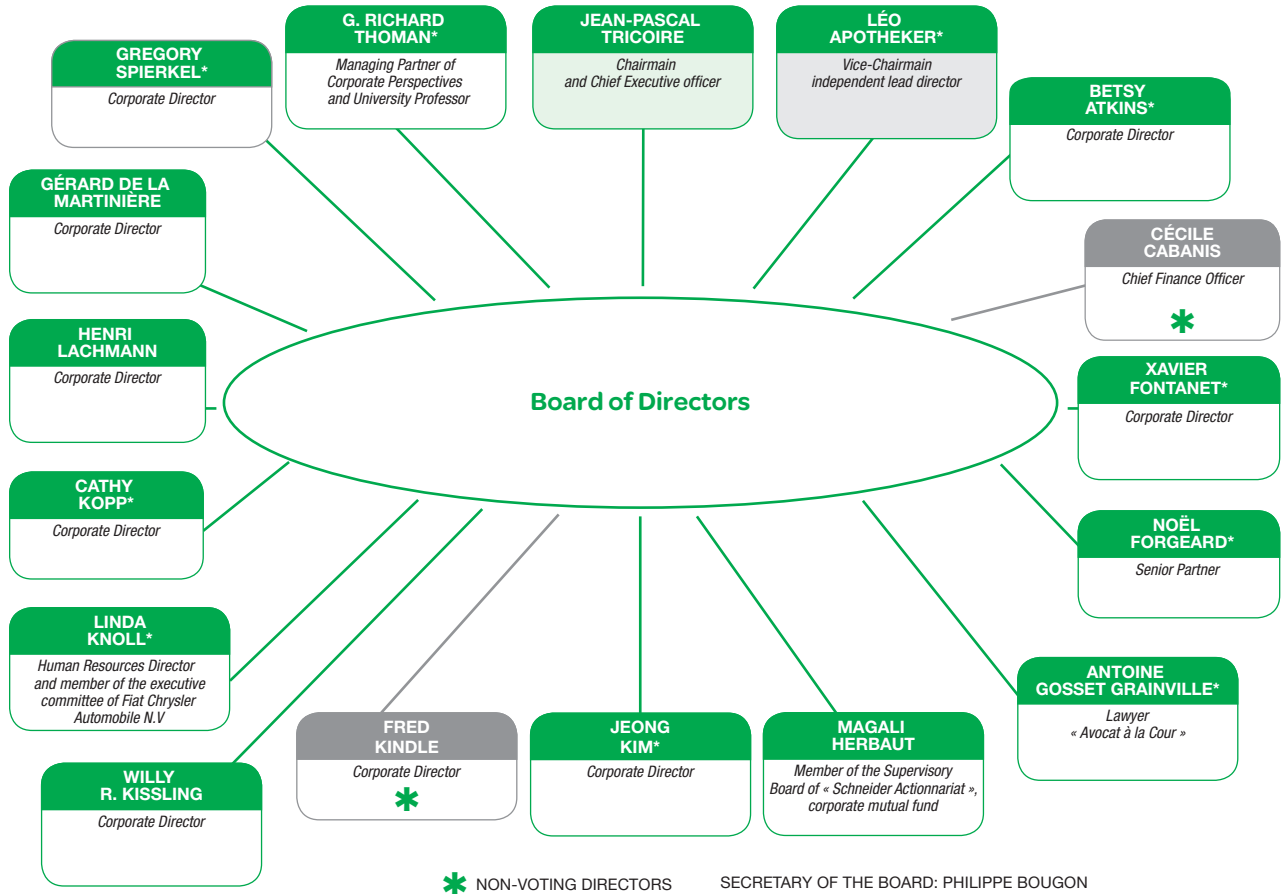 GREGORY
SPIERKEL*
Corporate Director
G. RICHARD
THOMAN*
Managing Partner of
Corporate Perspectives
and University Professor
JEAN-PASCAL
TRICOIRE
Chairmain
and Chief Executive officer
LÉO
APOTHEKER*
Vice-Chairmain
independent lead director
BETSY
ATKINS*
Corporate Director
GÉRARD DE LA
MARTINIÈRE
Corporate Director
CÉCILE
CABANIS
Chief Finance Officer
*
HENRI
LACHMANN
Corporate Director
Board of Directors
XAVIER
FONTANET*
Corporate Director
CATHY
KOPP*
Corporate Director
NOËL
FORGEARD*
Senior Partner
LINDA
KNOLL*
Human Resources Director
and member of the executive
committee of Fiat Chrysler
Automobile N.V
ANTOINE
GOSSET GRAINVILLE*
Lawyer
« Avocat à la Cour »
WILLY
R. KISSLING
Corporate Director
FRED
KINDLE
Corporate Director
*
JEONG
KIM*
Corporate Director
MAGALI
HERBAUT
Member of the Supervisory
Board of « Schneider Actionnariat »,
corporate mutual fund
* NON-VOTING DIRECTORS
SECRETARY OF THE BOARD: PHILIPPE BOUGON